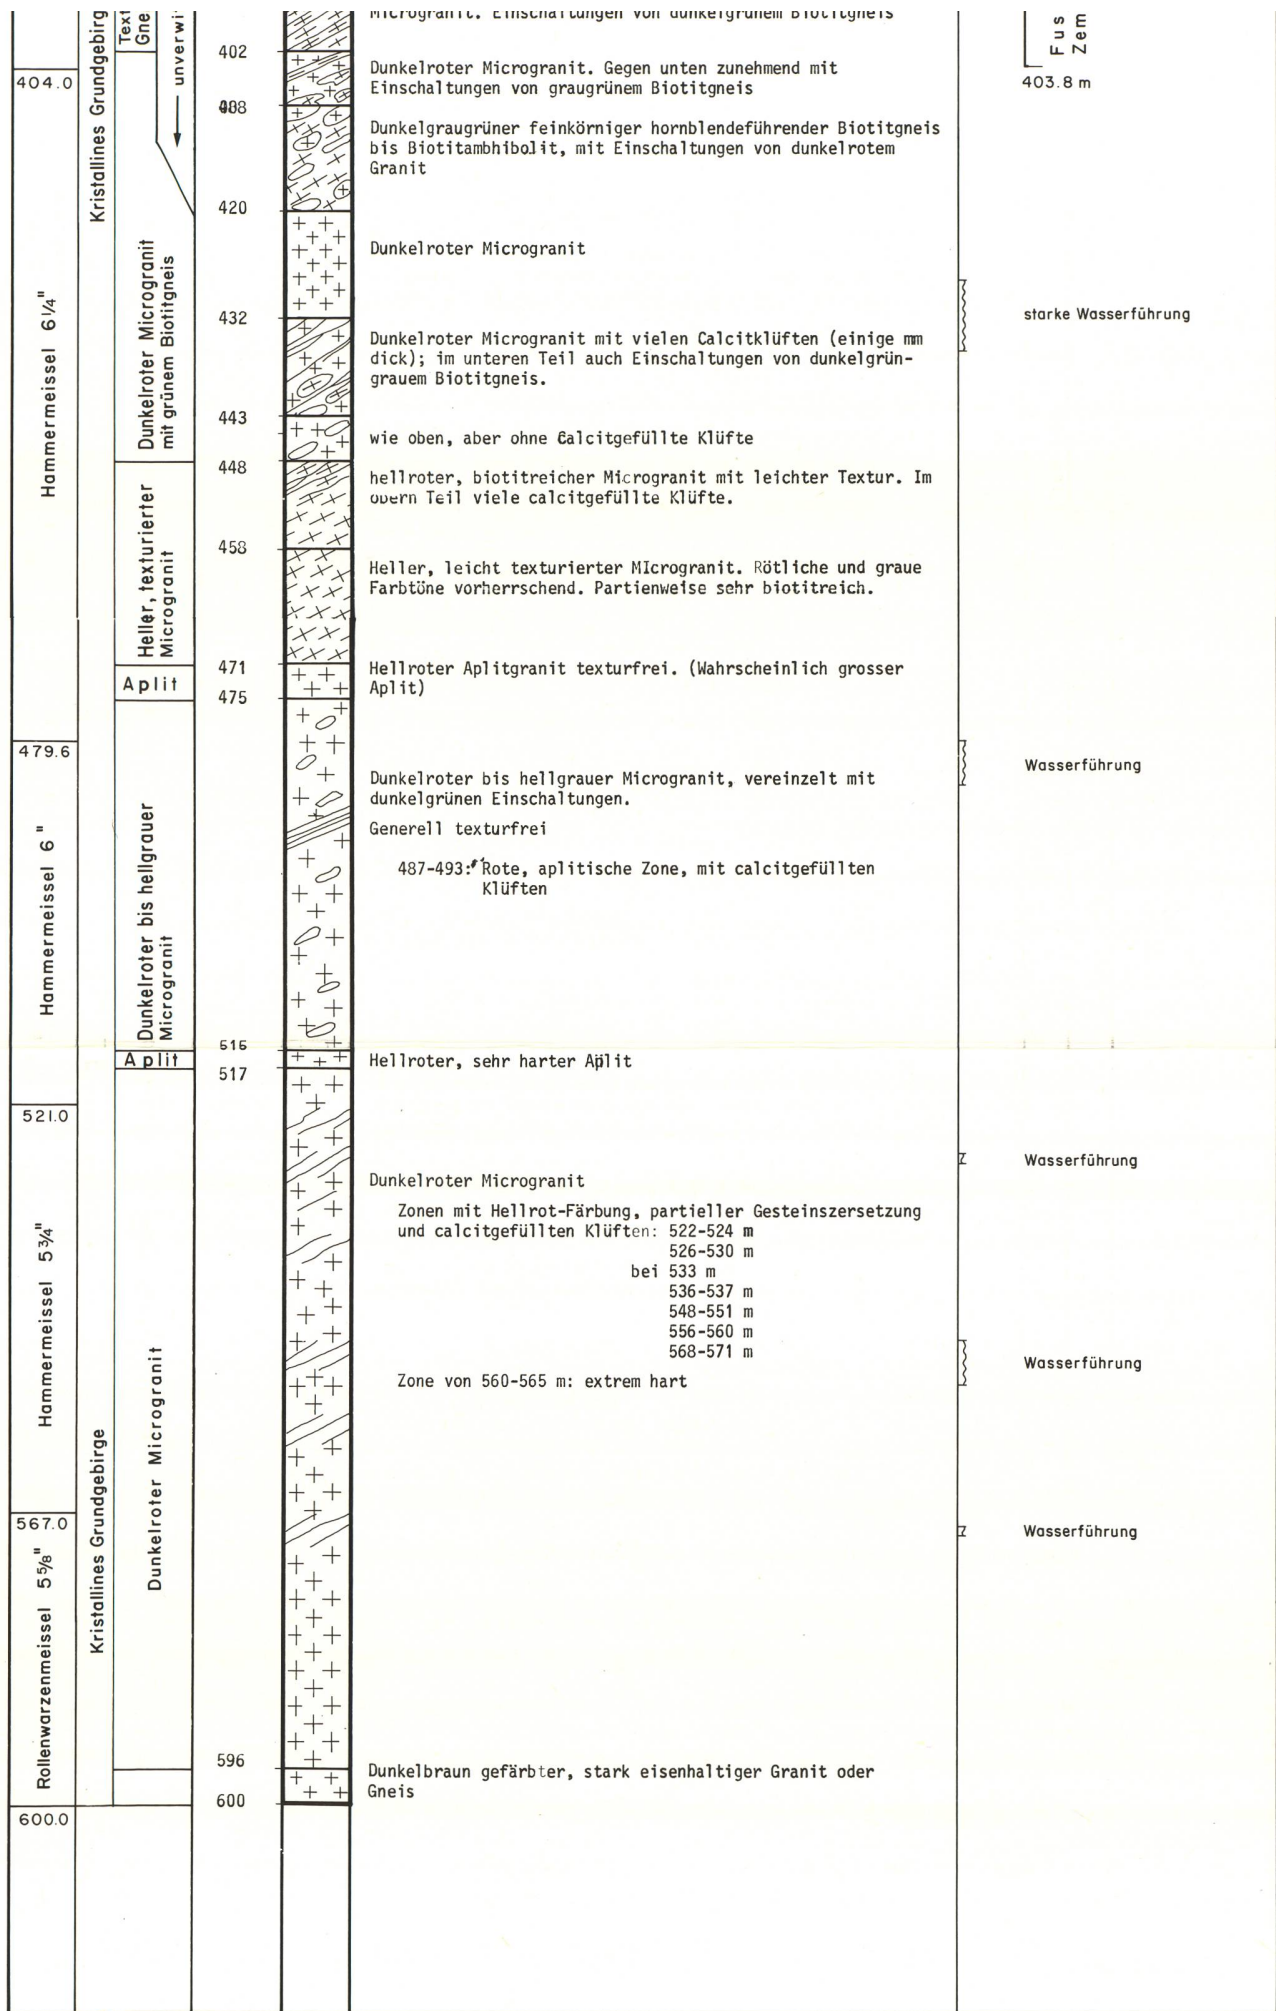 Microgranit. Einschaltungen von dunkelgrünem Biotitgneis
Fus
Zem
403.8 m
404.0
Hammermeissel 6 1/4"
479.6
Hammermeissel 6"
521.0
Hammermeissel 5 3/4"
567.0
Rollenwarzenmeissel 5 5/8"
600.0
Kristallines Grundgebirg
Kristallines Grundgebirge
Text
Gne
unverwi
Dunkelroter Microgranit
mit grünem Biotitgneis
Heller, texturierter
Microgranit
Aplit
Dunkelroter bis hellgrauer
Microgranit
Aplit
Dunkelroter Microgranit
402
Dunkelroter Microgranit. Gegen unten zunehmend mit
Einschaltungen von graugrünem Biotitgneis
408
Dunkelgraugrüner feinkörniger hornblendeführender Biotitgneis
bis Biotitambhibolit, mit Einschaltungen von dunkelrotem
Granit
420
Dunkelroter Microgranit
432
starke Wasserführung
Dunkelroter Microgranit mit vielen Calcitklüften (einige mm
dick); im unteren Teil auch Einschaltungen von dunkelgrün-
grauem Biotitgneis.
443
wie oben, aber ohne Calcitgefüllte Klüfte
448
hellroter, biotitreicher Microgranit mit leichter Textur. Im
obern Teil viele calcitgefüllte Klüfte.
458
Heller, leicht texturierter MIcrogranit. Rötliche und graue
Farbtöne vorherrschend. Partienweise sehr biotitreich.
471
Hellroter Aplitgranit texturfrei. (Wahrscheinlich grosser
Aplit)
475
Wasserführung
Dunkelroter bis hellgrauer Microgranit, vereinzelt mit
dunkelgrünen Einschaltungen.
Generell texturfrei
487-493: Rote, aplitische Zone, mit calcitgefüllten
Klüften
516
Hellroter, sehr harter Aplit
517
Wasserführung
Dunkelroter Microgranit
Zonen mit Hellrot-Färbung, partieller Gesteinszersetzung
und calcitgefüllten Klüften: 522-524 m
526-530 m
bei 533 m
536-537 m
548-551 m
556-560 m
568-571 m
Wasserführung
Zone von 560-565 m: extrem hart
Wasserführung
596
Dunkelbraun gefärbter, stark eisenhaltiger Granit oder
Gneis
600